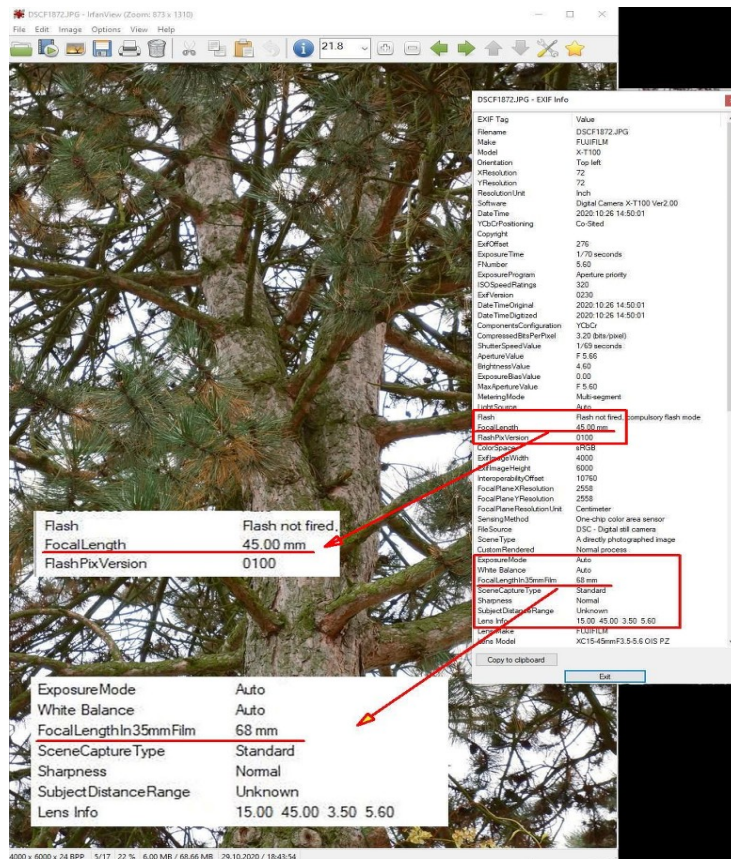 DSCF1872.JPG - IrfanView (Zoom: 873 x 1310)
File Edit Image Options View Help
21.8
DSCF1872.JPG - EXIF Info
EXIF Tag Value
Filename DSCF1872.JPG
Make FUJIFILM
Model X-T100
Orientation Top left
XResolution 72
YResolution 72
ResolutionUnit Inch
Software Digital Camera X-T100 Ver2.00
DateTime 2020:10:26 14:50:01
YCbCrPositioning Co-Sited
Copyright
ExifOffset 276
ExposureTime 1/70 seconds
FNumber 5.60
ExposureProgram Aperture priority
ISOSpeedRatings 320
ExifVersion 0230
DateTimeOriginal 2020:10:26 14:50:01
DateTimeDigitized 2020:10:26 14:50:01
ComponentsConfiguration YCbCr
CompressedBitsPerPixel 3.20 (bits/pixel)
ShutterSpeedValue 1/69 seconds
ApertureValue F 5.66
BrightnessValue 4.60
ExposureBiasValue 0.00
MaxApertureValue F 5.60
MeteringMode Multi-segment
LightSource Auto
Flash Flash not fired, compulsory flash mode
FocalLength 45.00 mm
FlashPixVersion 0100
ColorSpace sRGB
ExifImageWidth 4000
ExifImageHeight 6000
InteroperabilityOffset 10760
FocalPlaneXResolution 2558
FocalPlaneYResolution 2558
FocalPlaneResolutionUnit Centimeter
SensingMethod One-chip color area sensor
FileSource DSC - Digital still camera
SceneType A directly photographed image
CustomRendered Normal process
ExposureMode Auto
White Balance Auto
FocalLengthIn35mmFilm 68 mm
SceneCaptureType Standard
Sharpness Normal
SubjectDistanceRange Unknown
Lens Info 15.00 45.00 3.50 5.60
Lens Make FUJIFILM
Lens Model XC15-45mmF3.5-5.6 OIS PZ
Copy to clipboard
Exit
Flash Flash not fired,
FocalLength 45.00 mm
FlashPixVersion 0100
ExposureMode Auto
White Balance Auto
FocalLengthIn35mmFilm 68 mm
SceneCaptureType Standard
Sharpness Normal
SubjectDistanceRange Unknown
Lens Info 15.00 45.00 3.50 5.60
4000 x 6000 x 24 BPP 5/17 22 % 6.00 MB / 68.66 MB 29.10.2020 / 18:43:54